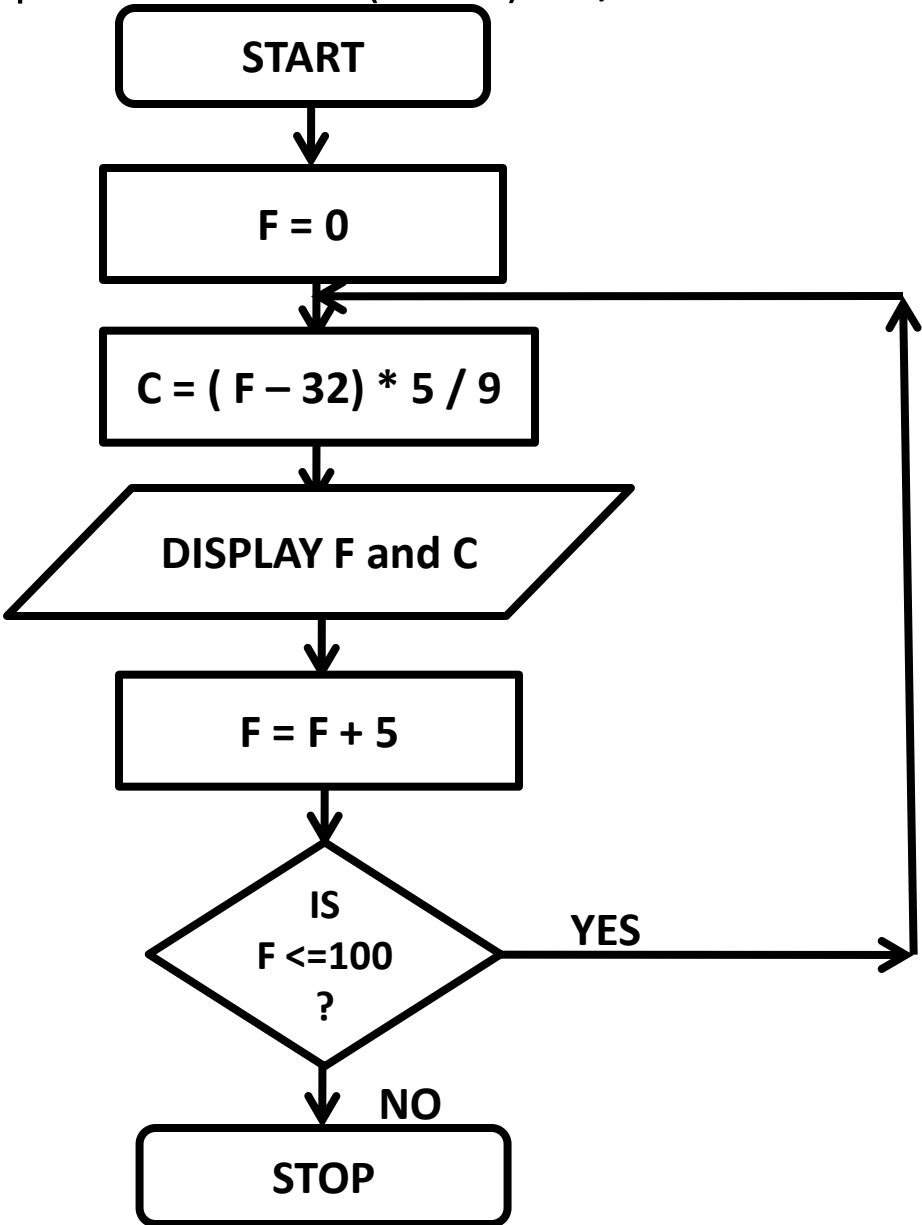 START
F = 0
C = ( F – 32) * 5 / 9
DISPLAY F and C
F = F + 5
IS
F <=100
?
YES
NO
STOP